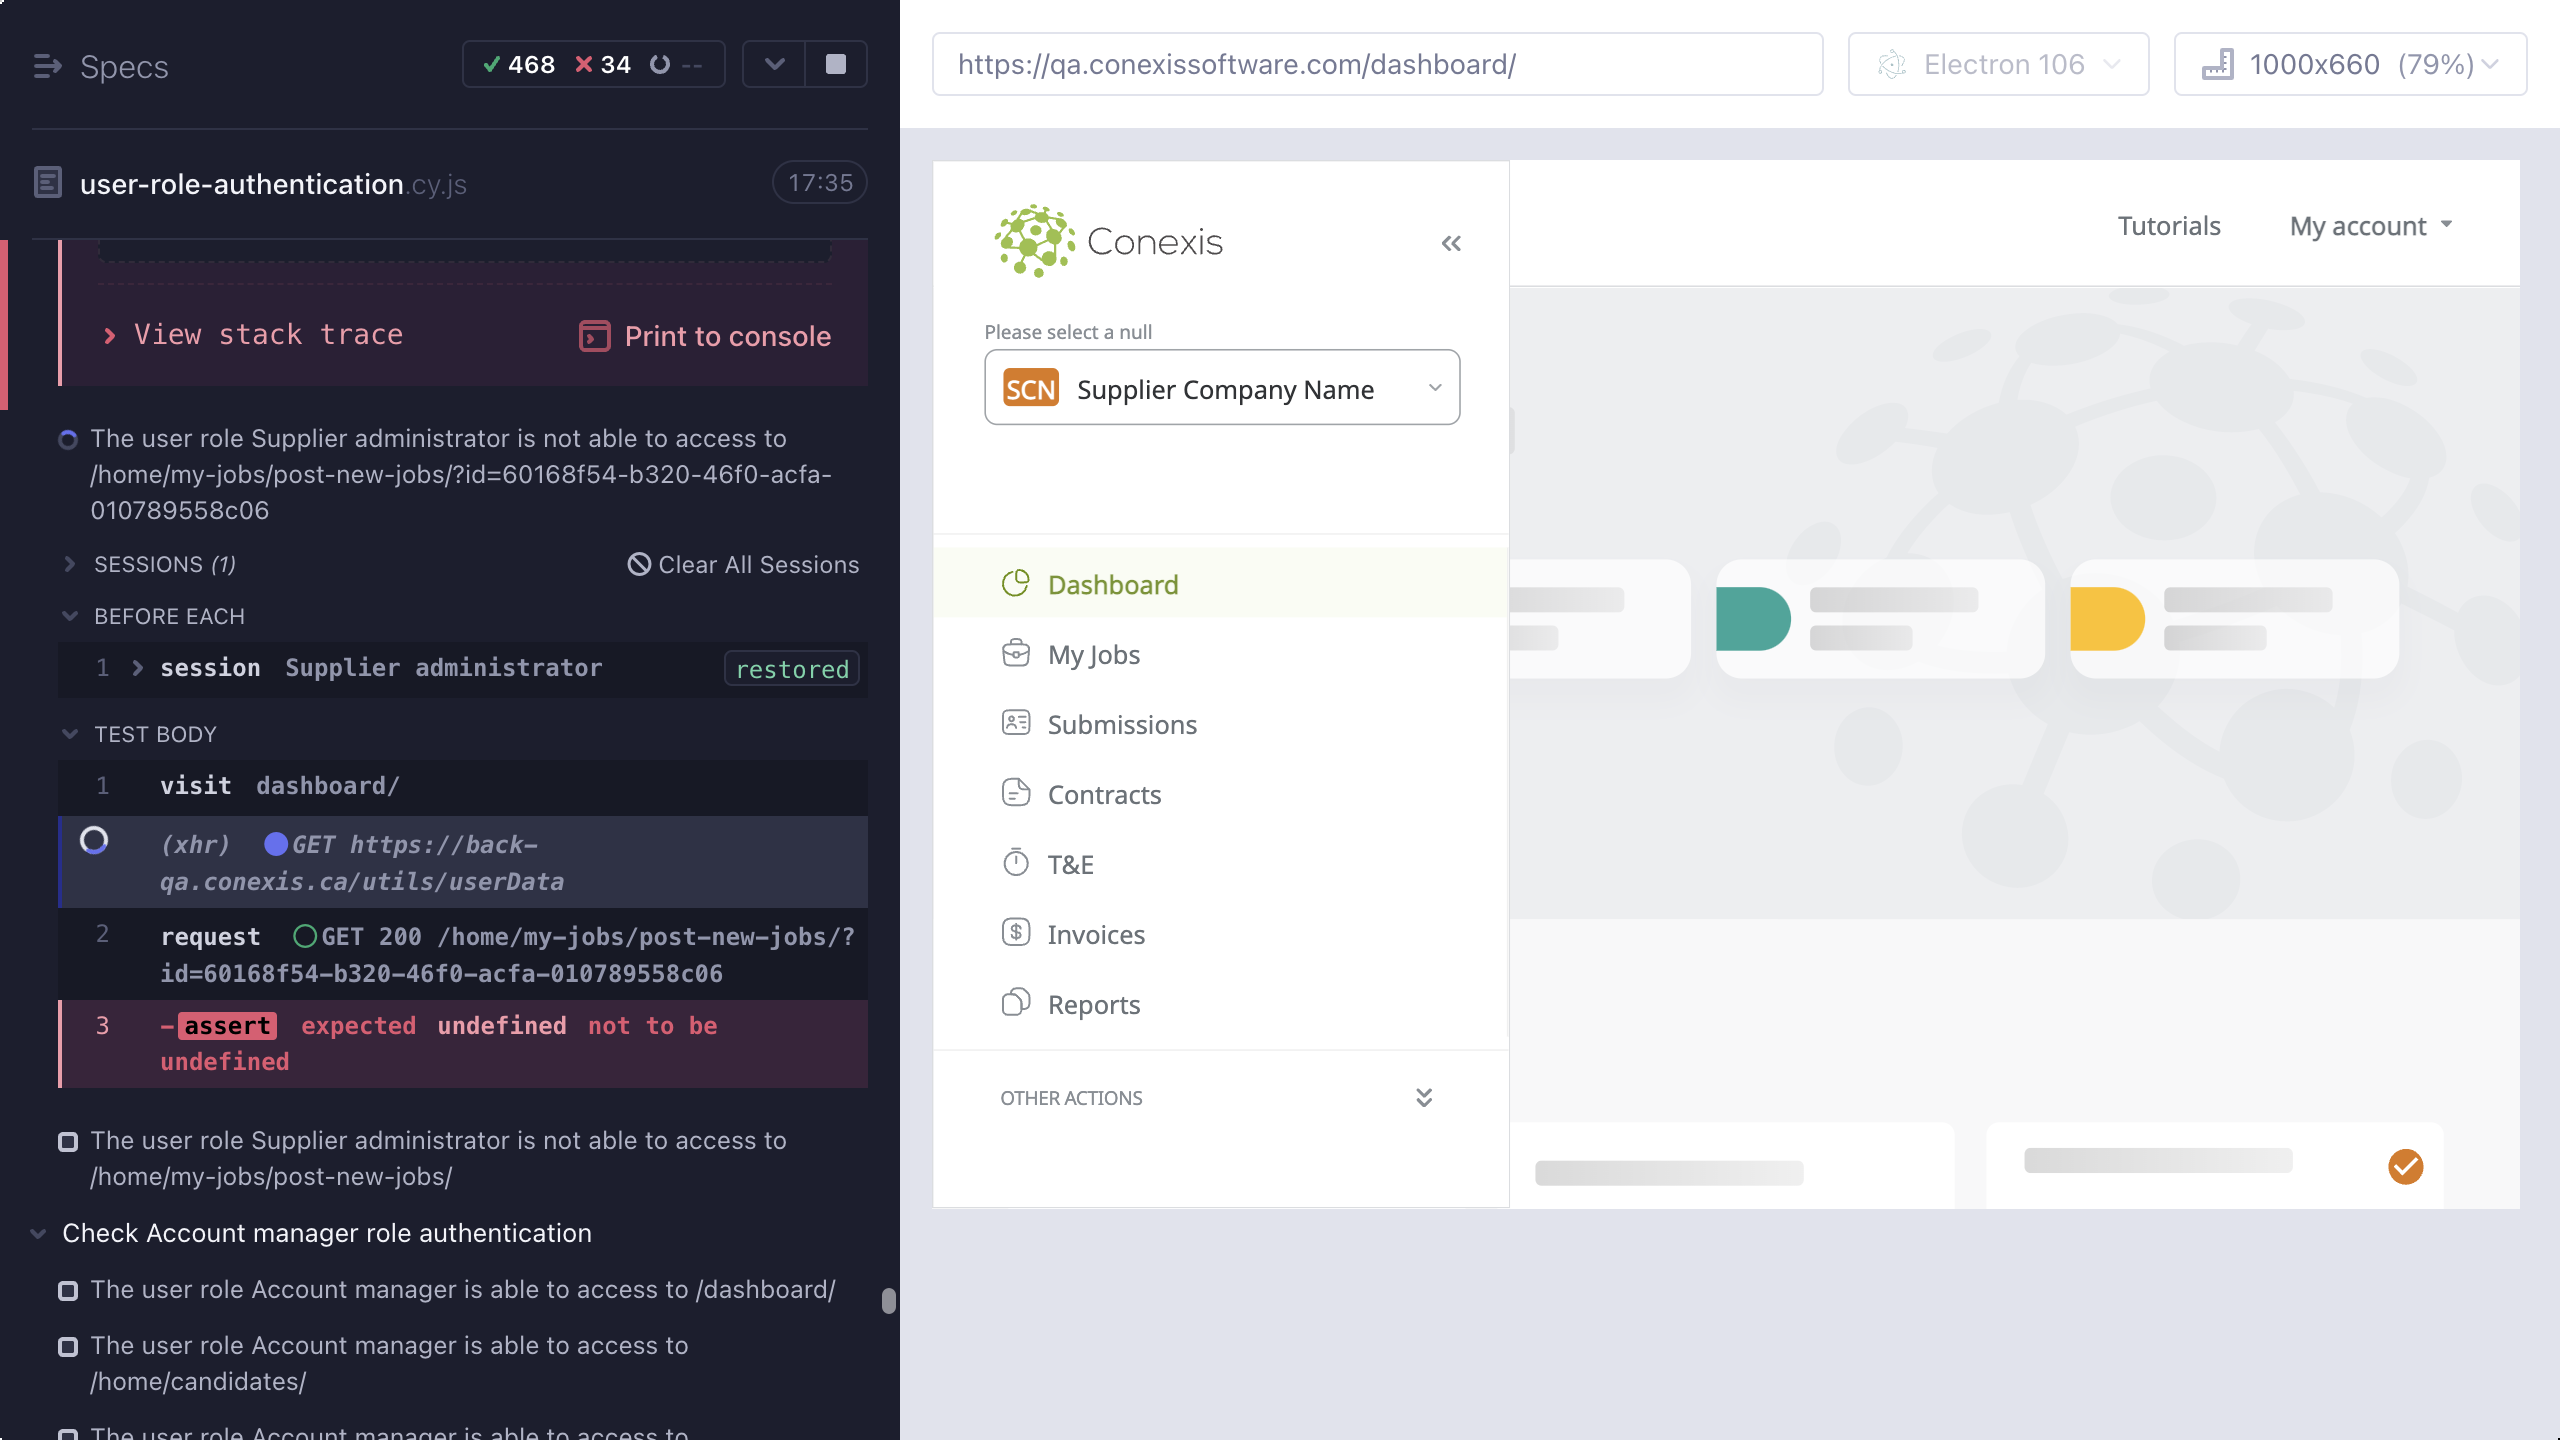 Specs
468 34 --
user-role-authentication.cy.js
17:35
View stack trace
Print to console
The user role Supplier administrator is not able to access to
/home/my-jobs/post-new-jobs/?id=60168f54-b320-46f0-acfa-
010789558c06
SESSIONS (1)
Clear All Sessions
BEFORE EACH
1 session Supplier administrator restored
TEST BODY
1 visit dashboard/
(xhr) GET https://back-
qa.conexis.ca/utils/userData
2 request GET 200 /home/my-jobs/post-new-jobs/?
id=60168f54-b320-46f0-acfa-010789558c06
3 -assert expected undefined not to be
undefined
The user role Supplier administrator is not able to access to
/home/my-jobs/post-new-jobs/
Check Account manager role authentication
The user role Account manager is able to access to /dashboard/
The user role Account manager is able to access to
/home/candidates/
The user role Account manager is able to access to
https://qa.conexissoftware.com/dashboard/
Electron 106
1000x660 (79%)
Conexis
Tutorials
My account
Please select a null
SCN Supplier Company Name
Dashboard
My Jobs
Submissions
Contracts
T&E
Invoices
Reports
OTHER ACTIONS